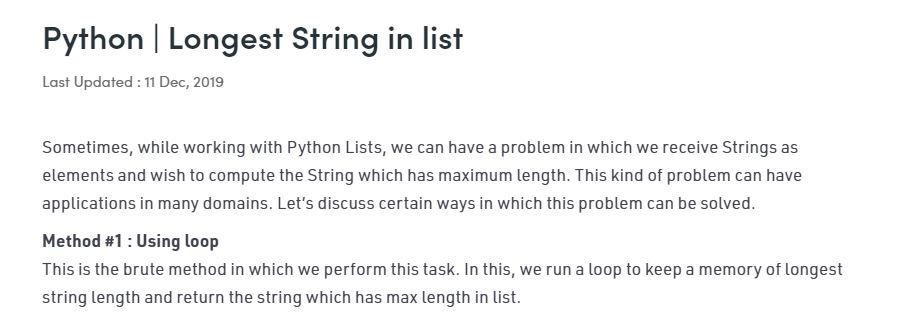 Python | Longest String in list
Last Updated : 11 Dec, 2019
Sometimes, while working with Python Lists, we can have a problem in which we receive Strings as
elements and wish to compute the String which has maximum length. This kind of problem can have
applications in many domains. Let’s discuss certain ways in which this problem can be solved.
Method #1 : Using loop
This is the brute method in which we perform this task. In this, we run a loop to keep a memory of longest
string length and return the string which has max length in list.